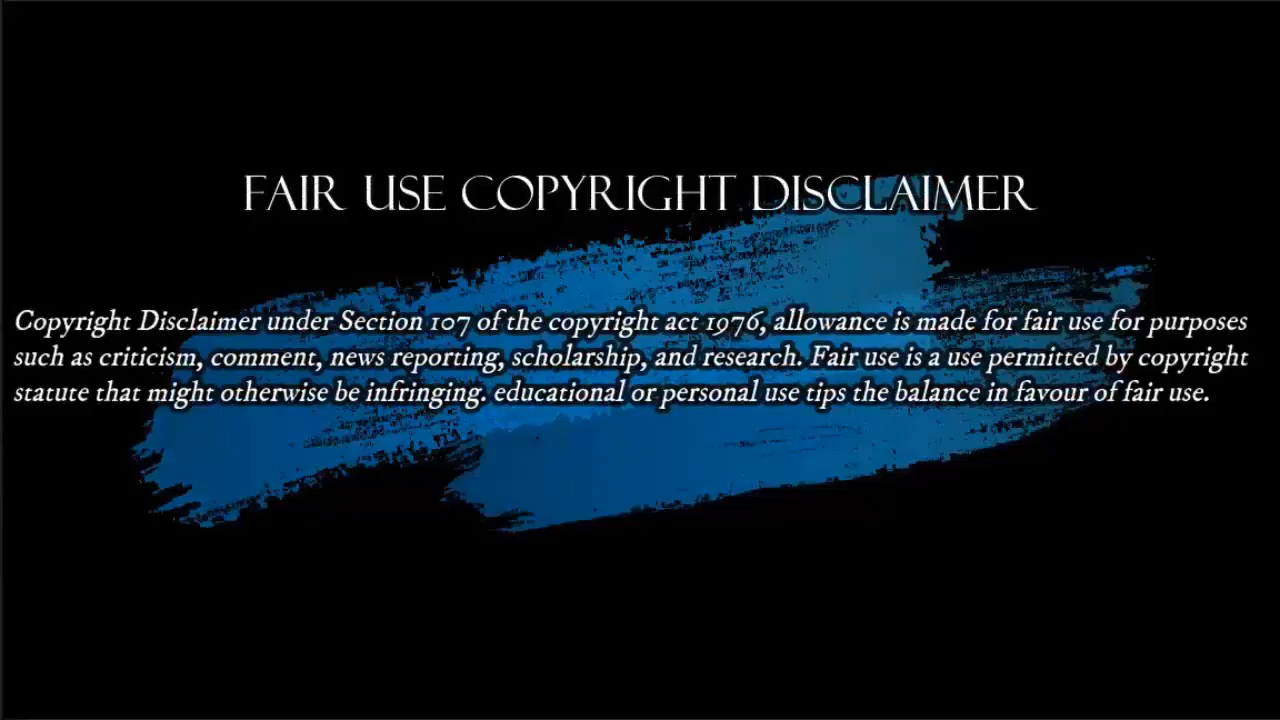 FAIR USE COPYRIGHT DISCLAIMER
Copyright Disclaimer under Section 107 of the copyright act 1976, allowance is made for fair use for purposes
such as criticism, comment, news reporting, scholarship, and research. Fair use is a use permitted by copyright
statute that might otherwise be infringing. educational or personal use tips the balance in favour of fair use.